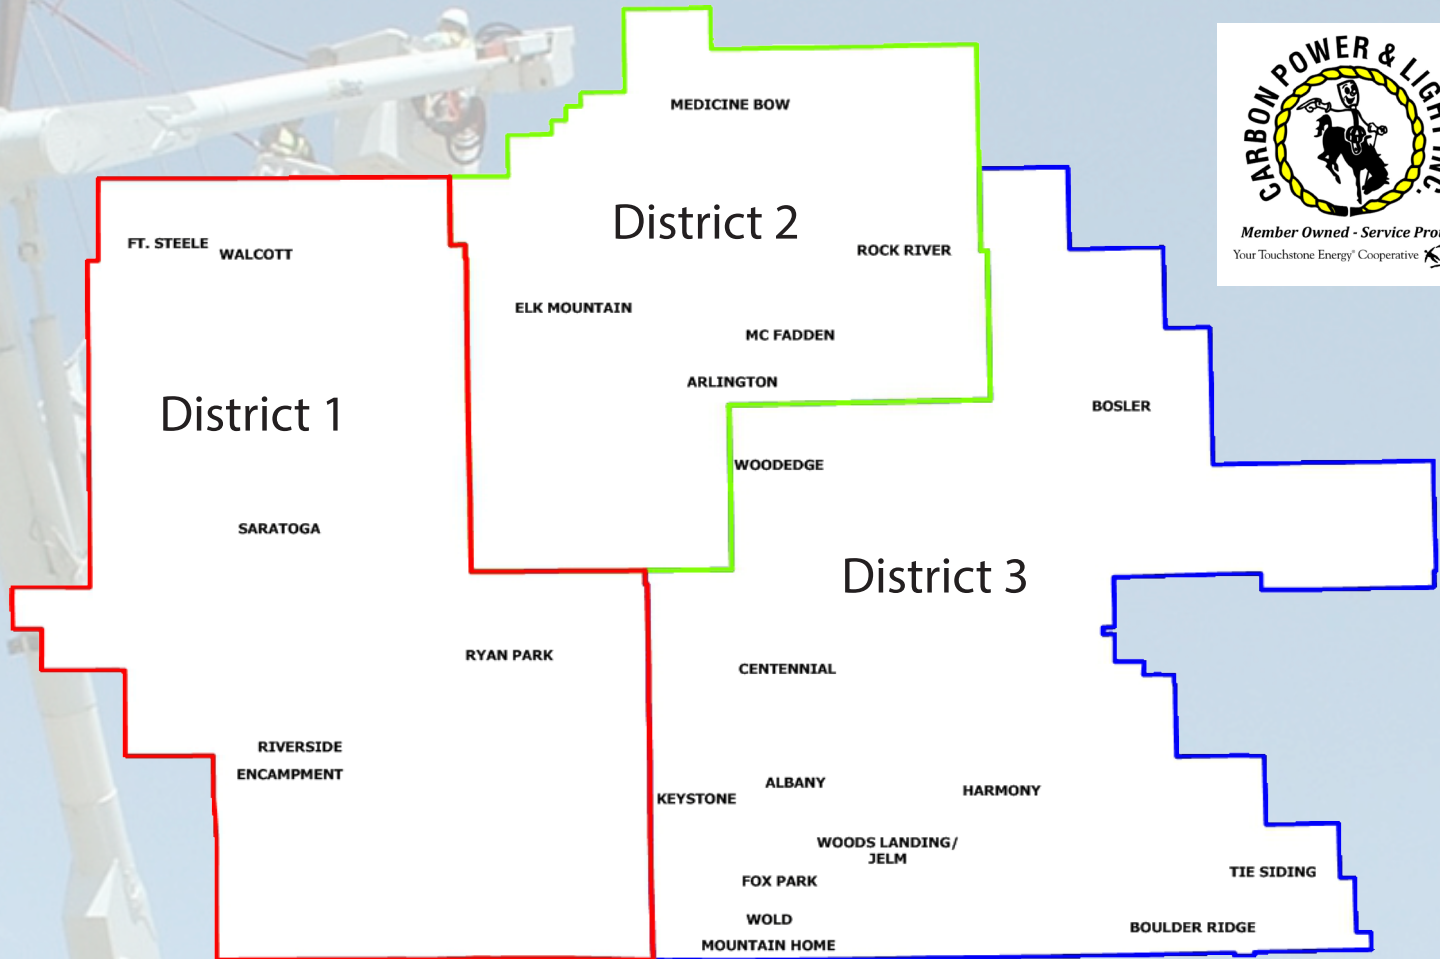 MEDICINE BOW
CARBON POWER & LIGHT INC.
District 2
Member Owned - Service
Your Touchstone Energy® Cooperative
FT. STEELE
WALCOTT
ROCK RIVER
ELK MOUNTAIN
MC FADDEN
ARLINGTON
District 1
BOSLER
WOODEDGE
SARATOGA
District 3
RYAN PARK
CENTENNIAL
RIVERSIDE
ENCAMPMENT
ALBANY
HARMONY
KEYSTONE
WOODS LANDING/
JELM
TIE SIDING
FOX PARK
WOLD
BOULDER RIDGE
MOUNTAIN HOME